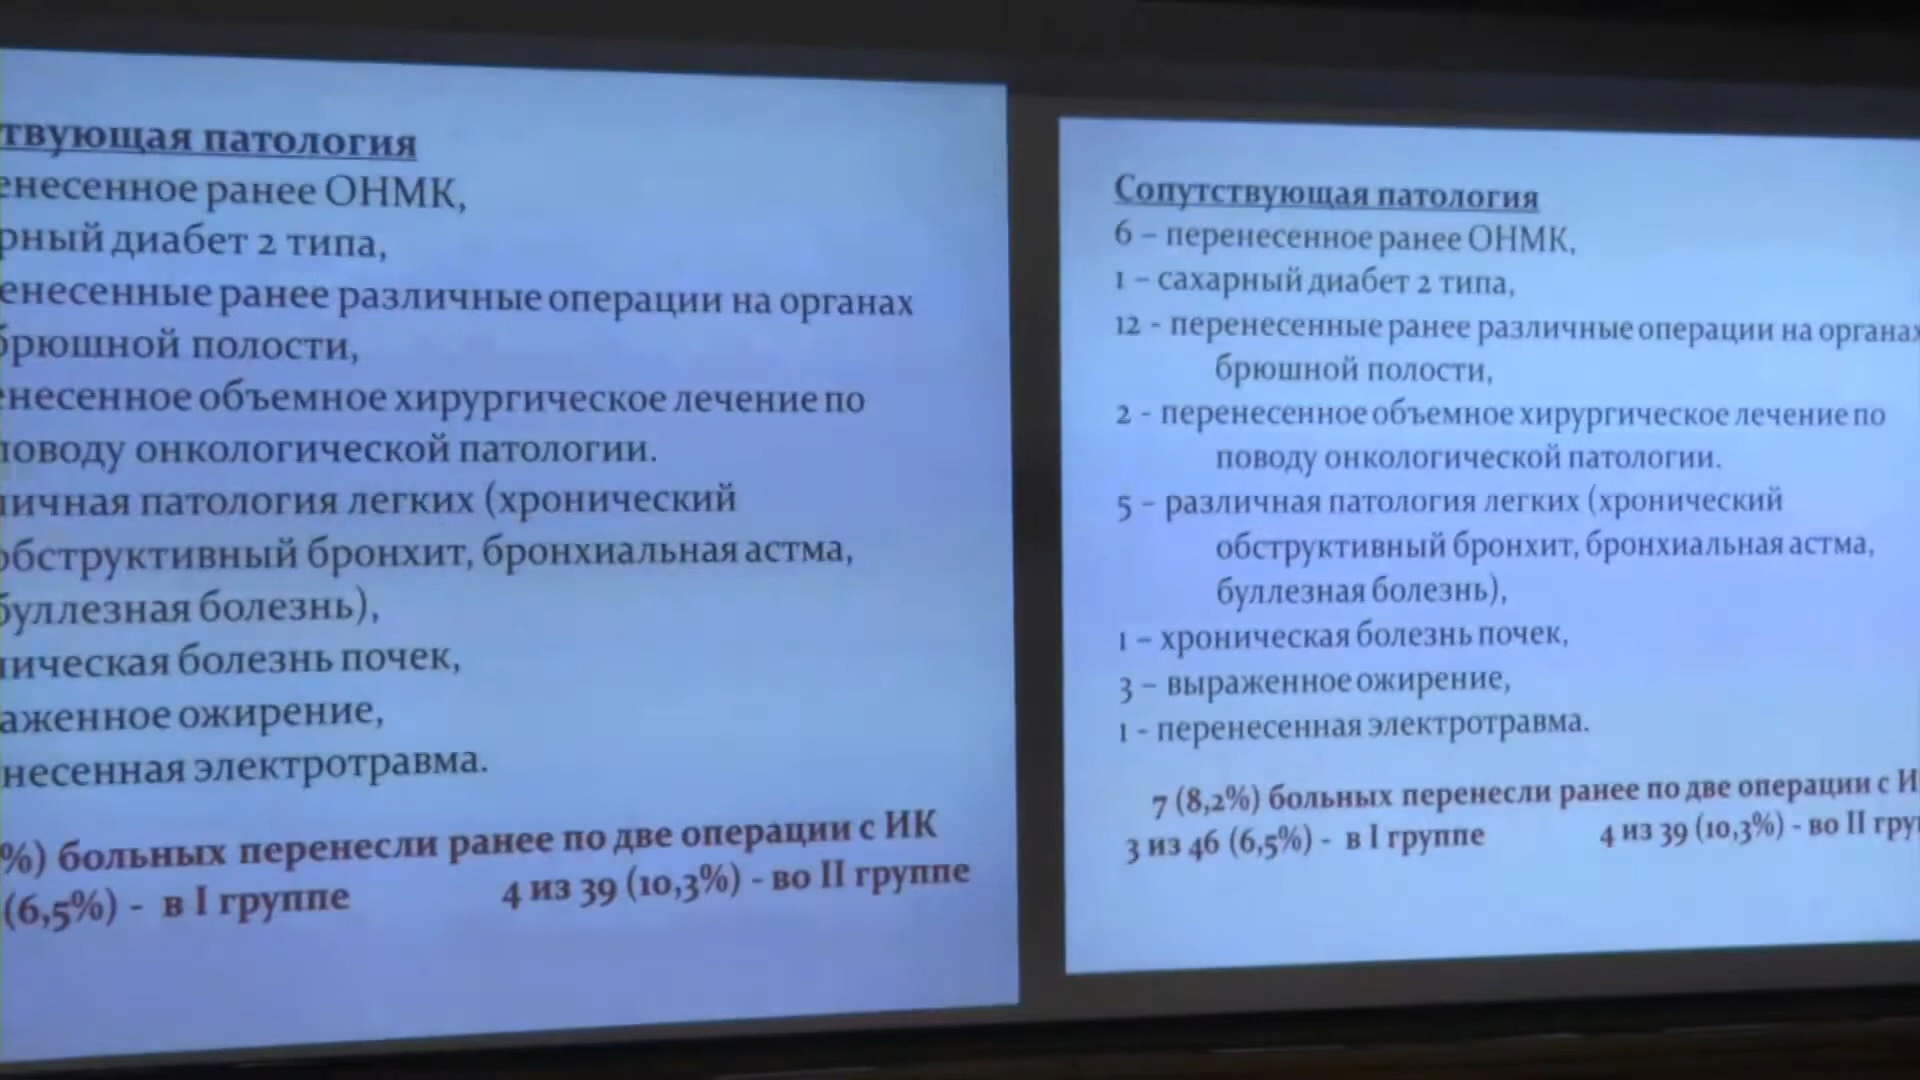 твующая патология
енесенное ранее ОНМК,
рный диабет 2 типа,
енесенные ранее различные операции на органах
брюшной полости,
несенное объемное хирургическое лечение по
поводу онкологической патологии.
личная патология легких (хронический
обструктивный бронхит, бронхиальная астма,
буллезная болезнь),
ническая болезнь почек,
аженное ожирение,
несенная электротравма.
%) больных перенесли ранее по две операции с ИК
(6,5%) - в I группе 4 из 39 (10,3%) - во II группе
Сопутствующая патология
6 – перенесенное ранее ОНМК,
1 – сахарный диабет 2 типа,
12 - перенесенные ранее различные операции на органах
брюшной полости,
2 - перенесенное объемное хирургическое лечение по
поводу онкологической патологии.
5 – различная патология легких (хронический
обструктивный бронхит, бронхиальная астма,
буллезная болезнь),
1 – хроническая болезнь почек,
3 – выраженное ожирение,
1 - перенесенная электротравма.
7 (8,2%) больных перенесли ранее по две операции с И
3 из 46 (6,5%) - в I группе 4 из 39 (10,3%) - во II гру